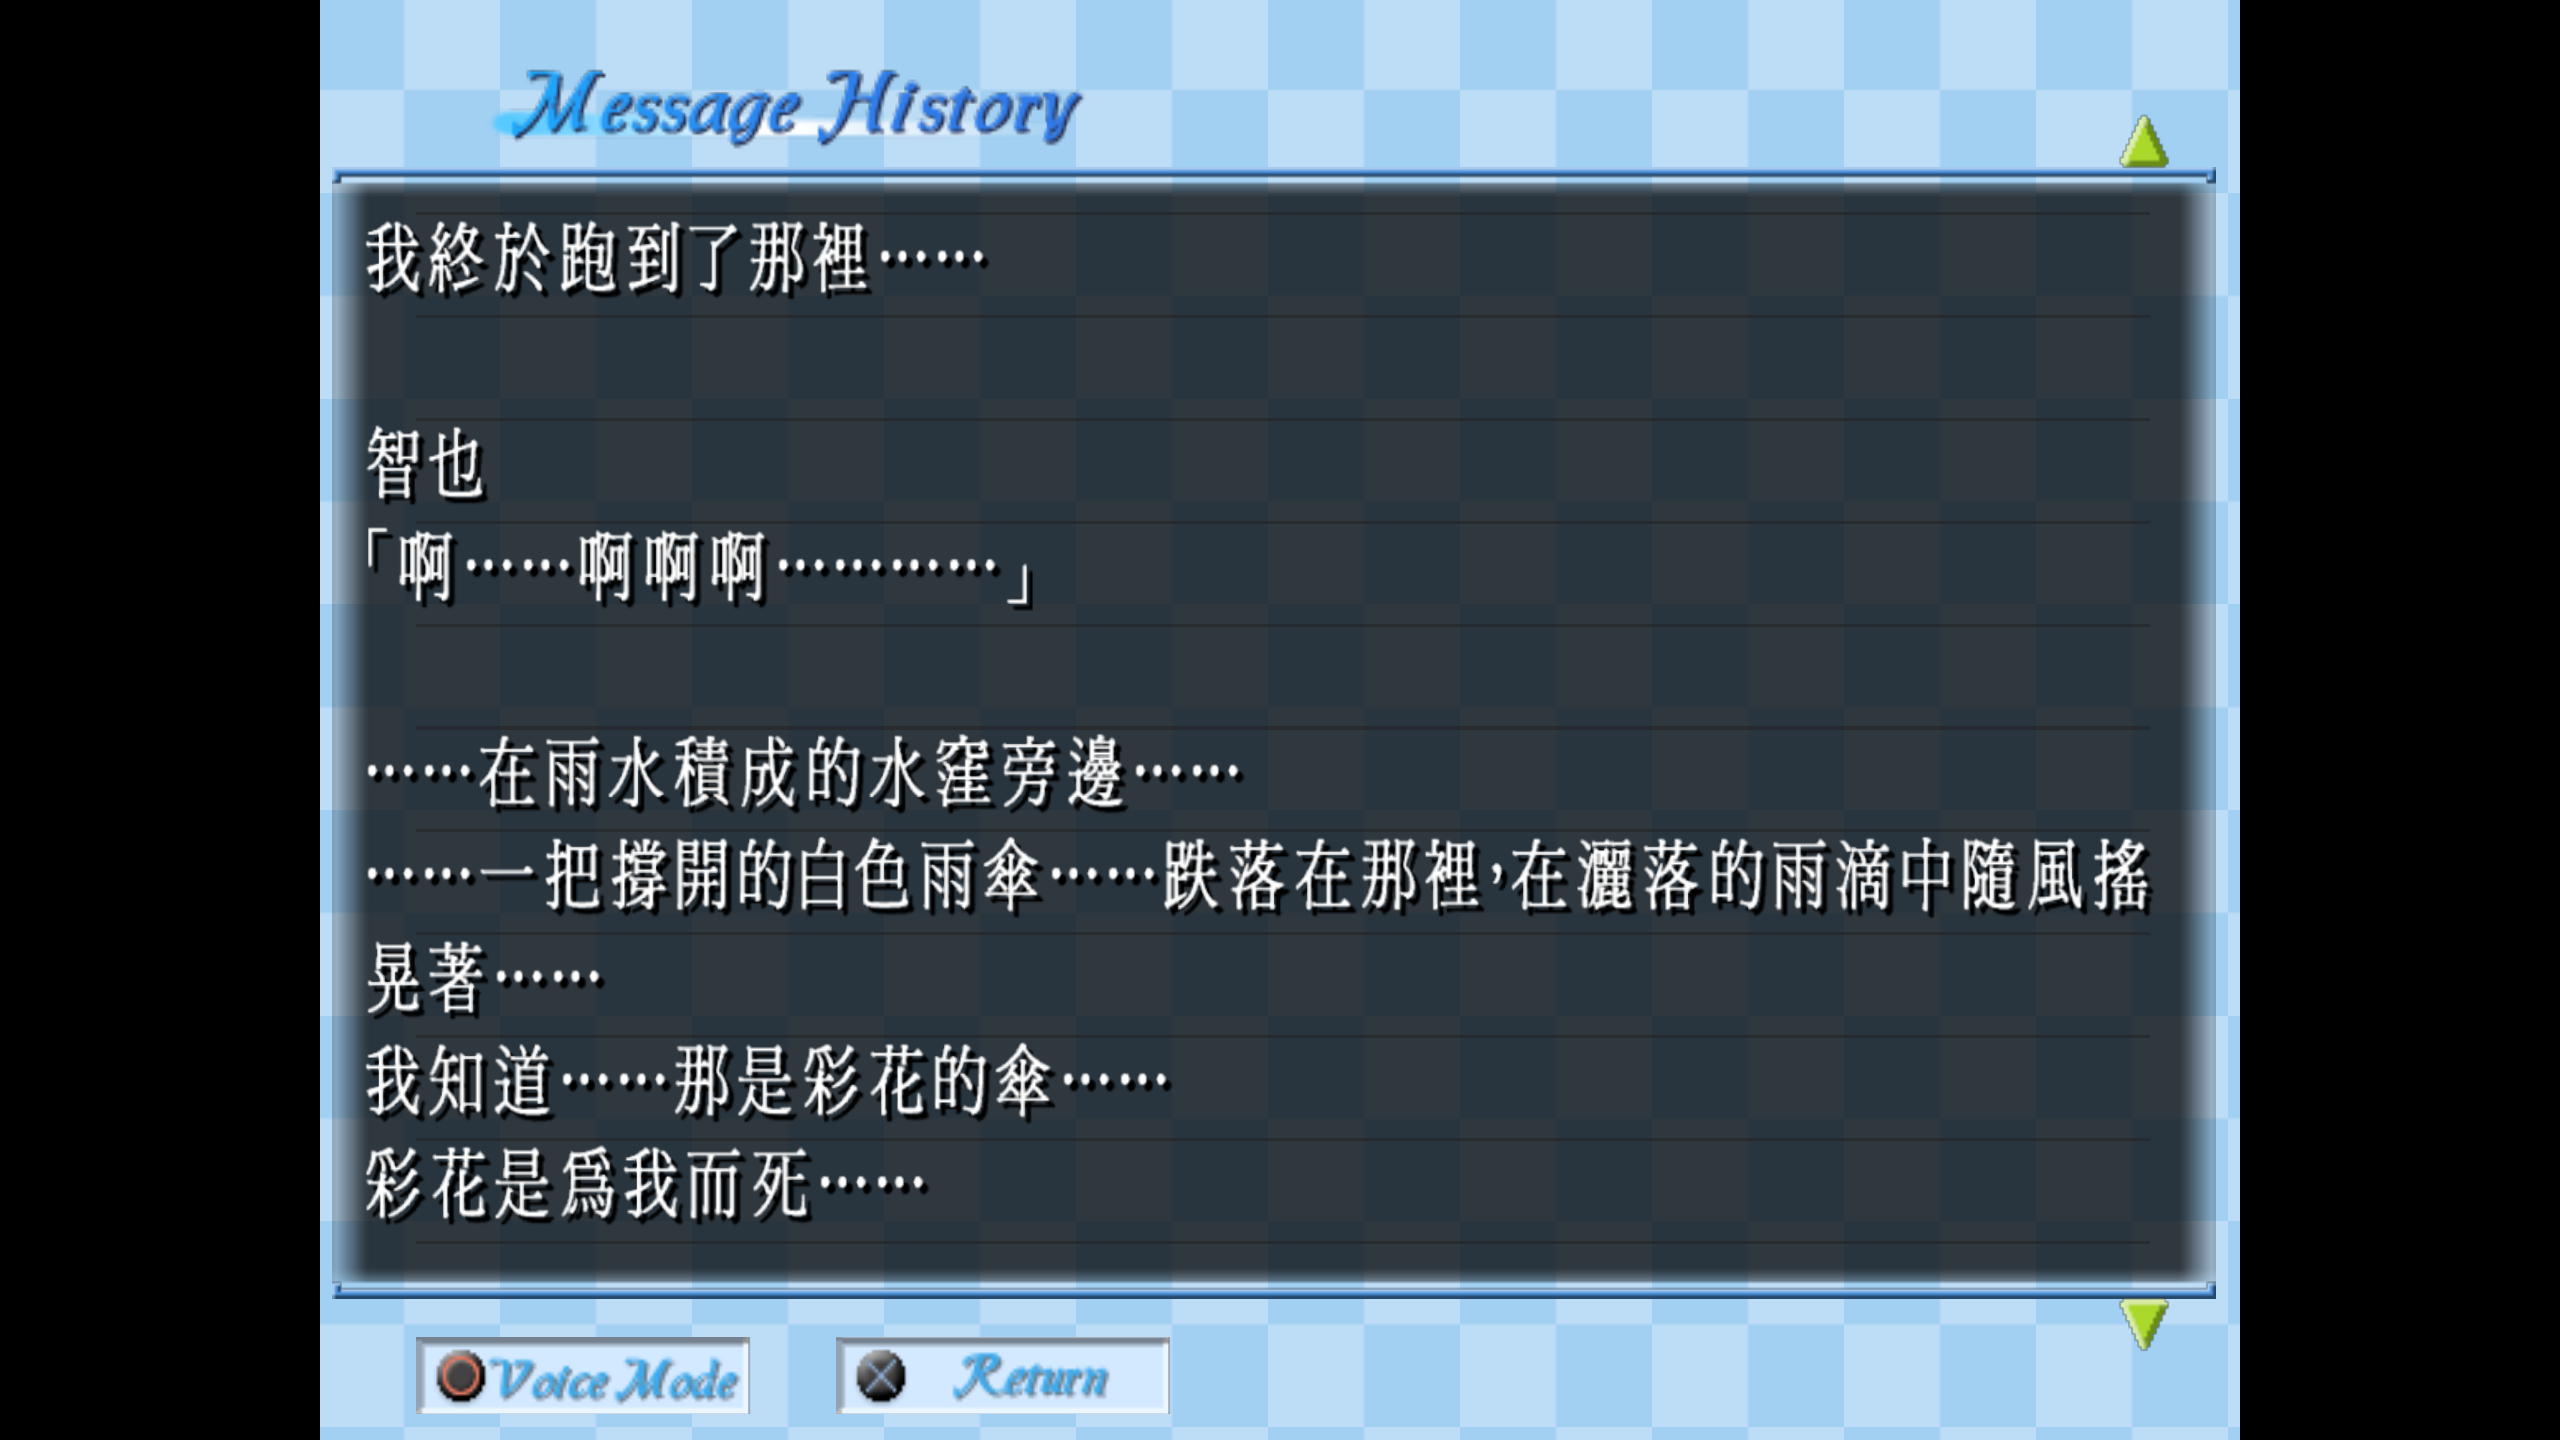 Message History
我終於跑到了那裡……
智也
「啊……啊啊啊…………」
……在雨水積成的水窪旁邊……
……一把撐開的白色雨傘……跌落在那裡，在灑落的雨滴中隨風搖
晃著……
我知道……那是彩花的傘……
彩花是為我而死……
Voice Mode
Return